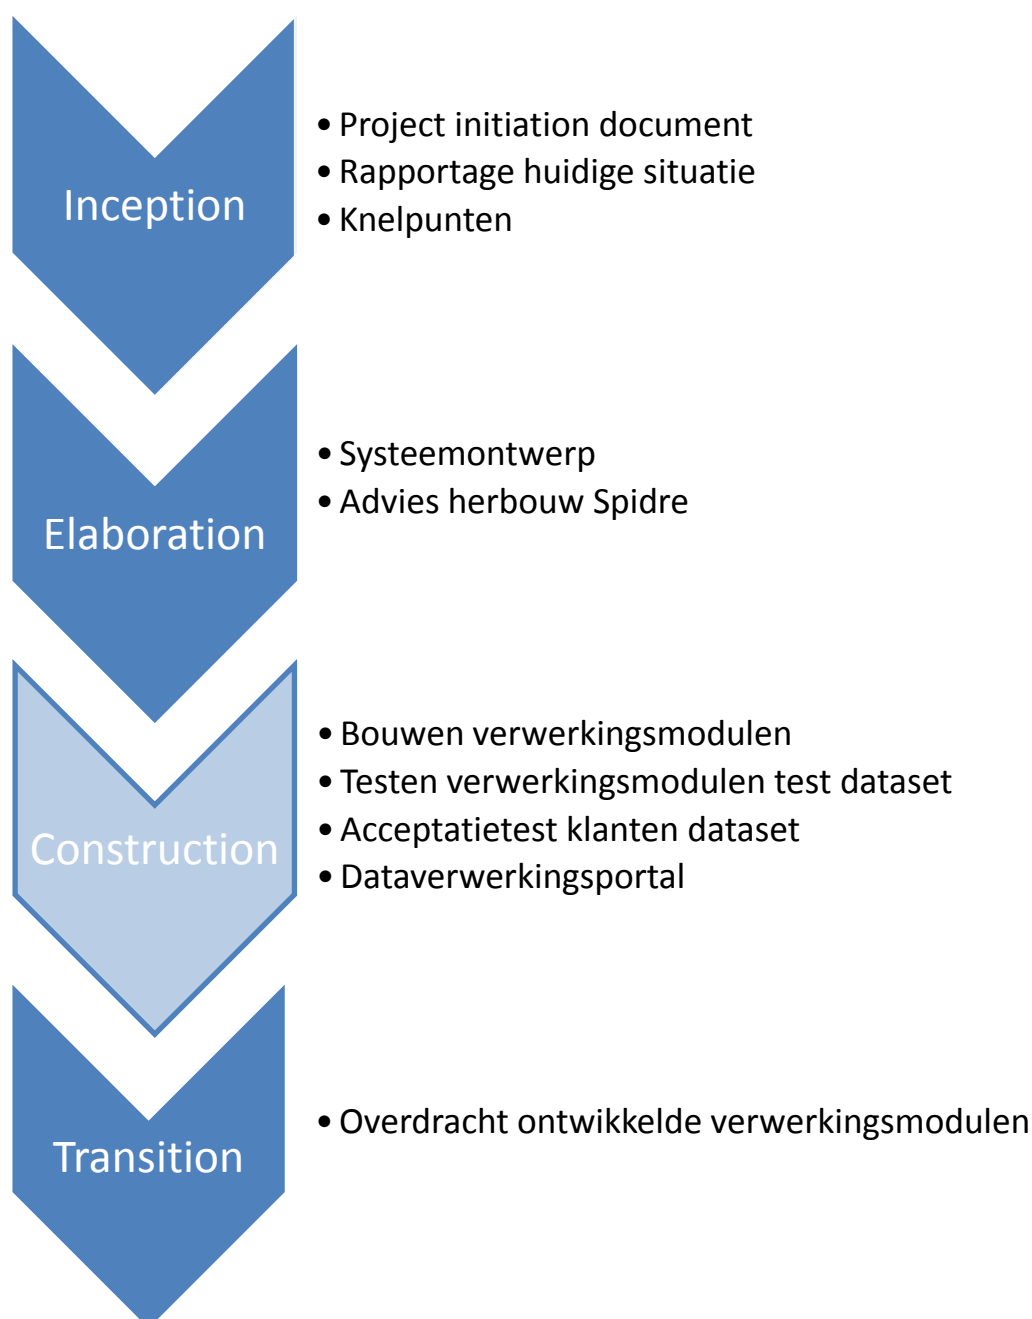 Inception
• Project initiation document
• Rapportage huidige situatie
• Knelpunten
Elaboration
• Systeemontwerp
• Advies herbouw Spidre
Construction
• Bouwen verwerkingsmodulen
• Testen verwerkingsmodulen test dataset
• Acceptatietest klanten dataset
• Dataverwerkingsportal
Transition
• Overdracht ontwikkelde verwerkingsmodulen